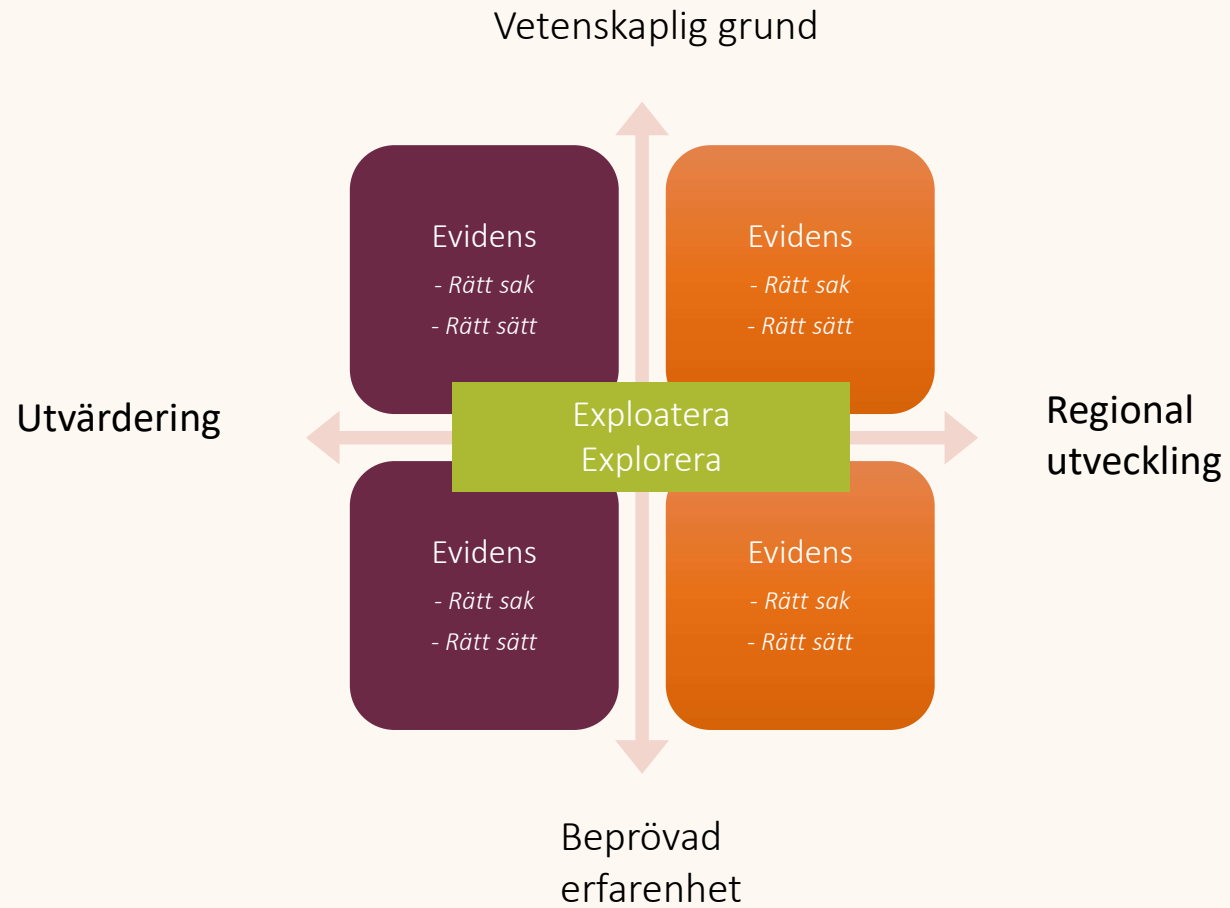 Vetenskaplig grund
Evidens
- Rätt sak
- Rätt sätt
Evidens
- Rätt sak
- Rätt sätt
Utvärdering
Exploatera
Explorera
Regional
utveckling
Evidens
- Rätt sak
- Rätt sätt
Evidens
- Rätt sak
- Rätt sätt
Beprövad
erfarenhet